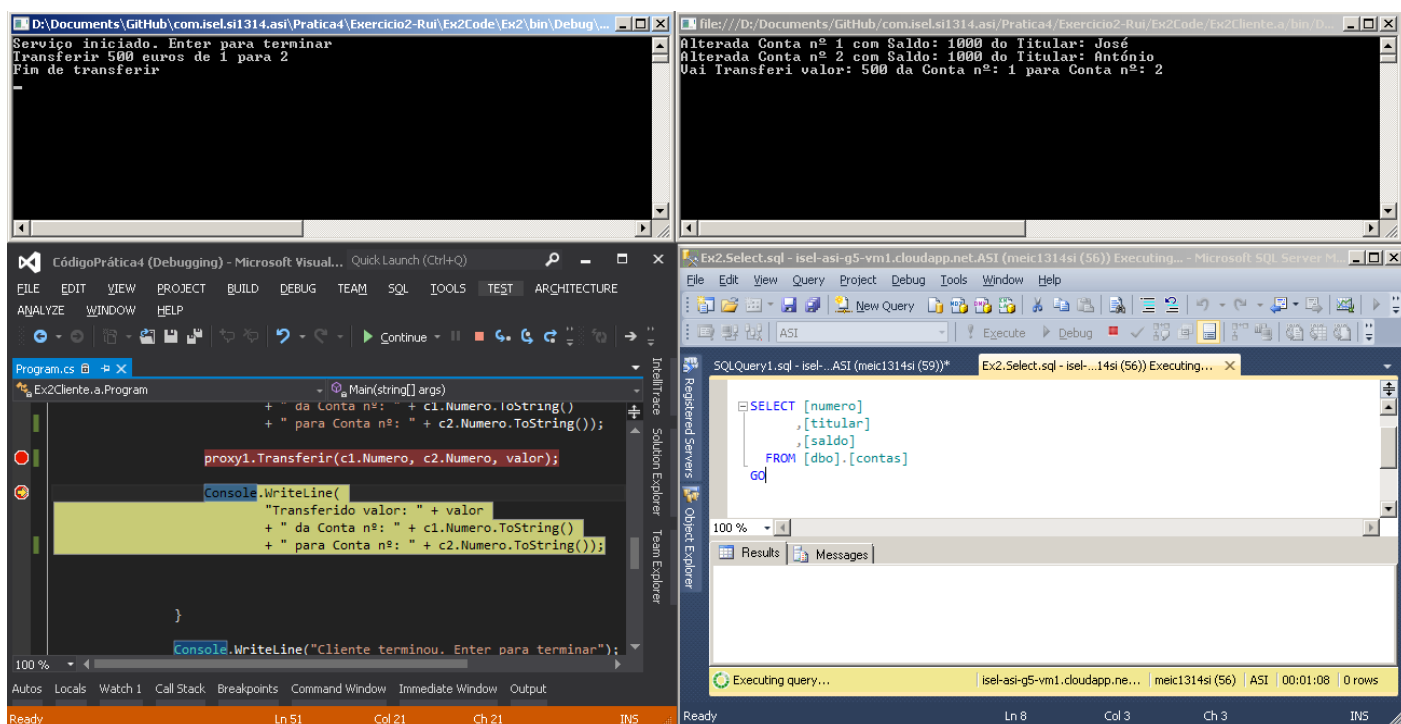 D:\Documents\GitHub\com.isel.si1314.asi\Pratica4\Exercicio2-Rui\Ex2Code\Ex2\bin\Debug\...
Serviço iniciado. Enter para terminar
Transferir 500 euros de 1 para 2
Fim de transferir
file:///D:/Documents/GitHub/com.isel.si1314.asi/Pratica4/Exercicio2-Rui/Ex2Code/Ex2Cliente.a/bin/D...
Alterada Conta nº 1 com Saldo: 1000 do Titular: José
Alterada Conta nº 2 com Saldo: 1000 do Titular: António
Vai Transferi valor: 500 da Conta nº: 1 para Conta nº: 2
CódigoPrática4 (Debugging) - Microsoft Visual... Quick Launch (Ctrl+Q)
FILE EDIT VIEW PROJECT BUILD DEBUG TEAM SQL TOOLS TEST ARCHITECTURE
ANALYZE WINDOW HELP
Continue
Program.cs
Ex2Cliente.a.Program Main(string[] args)
+ " da Conta nº: " + c1.Numero.ToString()
+ " para Conta nº: " + c2.Numero.ToString());
proxy1.Transferir(c1.Numero, c2.Numero, valor);
Console.WriteLine(
"Transferido valor: " + valor
+ " da Conta nº: " + c1.Numero.ToString()
+ " para Conta nº: " + c2.Numero.ToString());
}
Console.WriteLine("Cliente terminou. Enter para terminar");
100 %
IntelliTrace
Solution Explorer
Team Explorer
Autos Locals Watch 1 Call Stack Breakpoints Command Window Immediate Window Output
Ready Ln 51 Col 21 Ch 21 INS
Ex2.Select.sql - isel-asi-g5-vm1.cloudapp.net.ASI (meic1314si (56)) Executing... - Microsoft SQL Server M...
File Edit View Query Project Debug Tools Window Help
New Query
ASI Execute Debug
Registered Servers
Object Explorer
SQLQuery1.sql - isel-...ASI (meic1314si (59))* Ex2.Select.sql - isel-...14si (56)) Executing...
SELECT [numero]
,[titular]
,[saldo]
FROM [dbo].[contas]
GO
100 %
Results Messages
Executing query... isel-asi-g5-vm1.cloudapp.ne... meic1314si (56) ASI 00:01:08 0 rows
Ready Ln 8 Col 3 Ch 3 INS